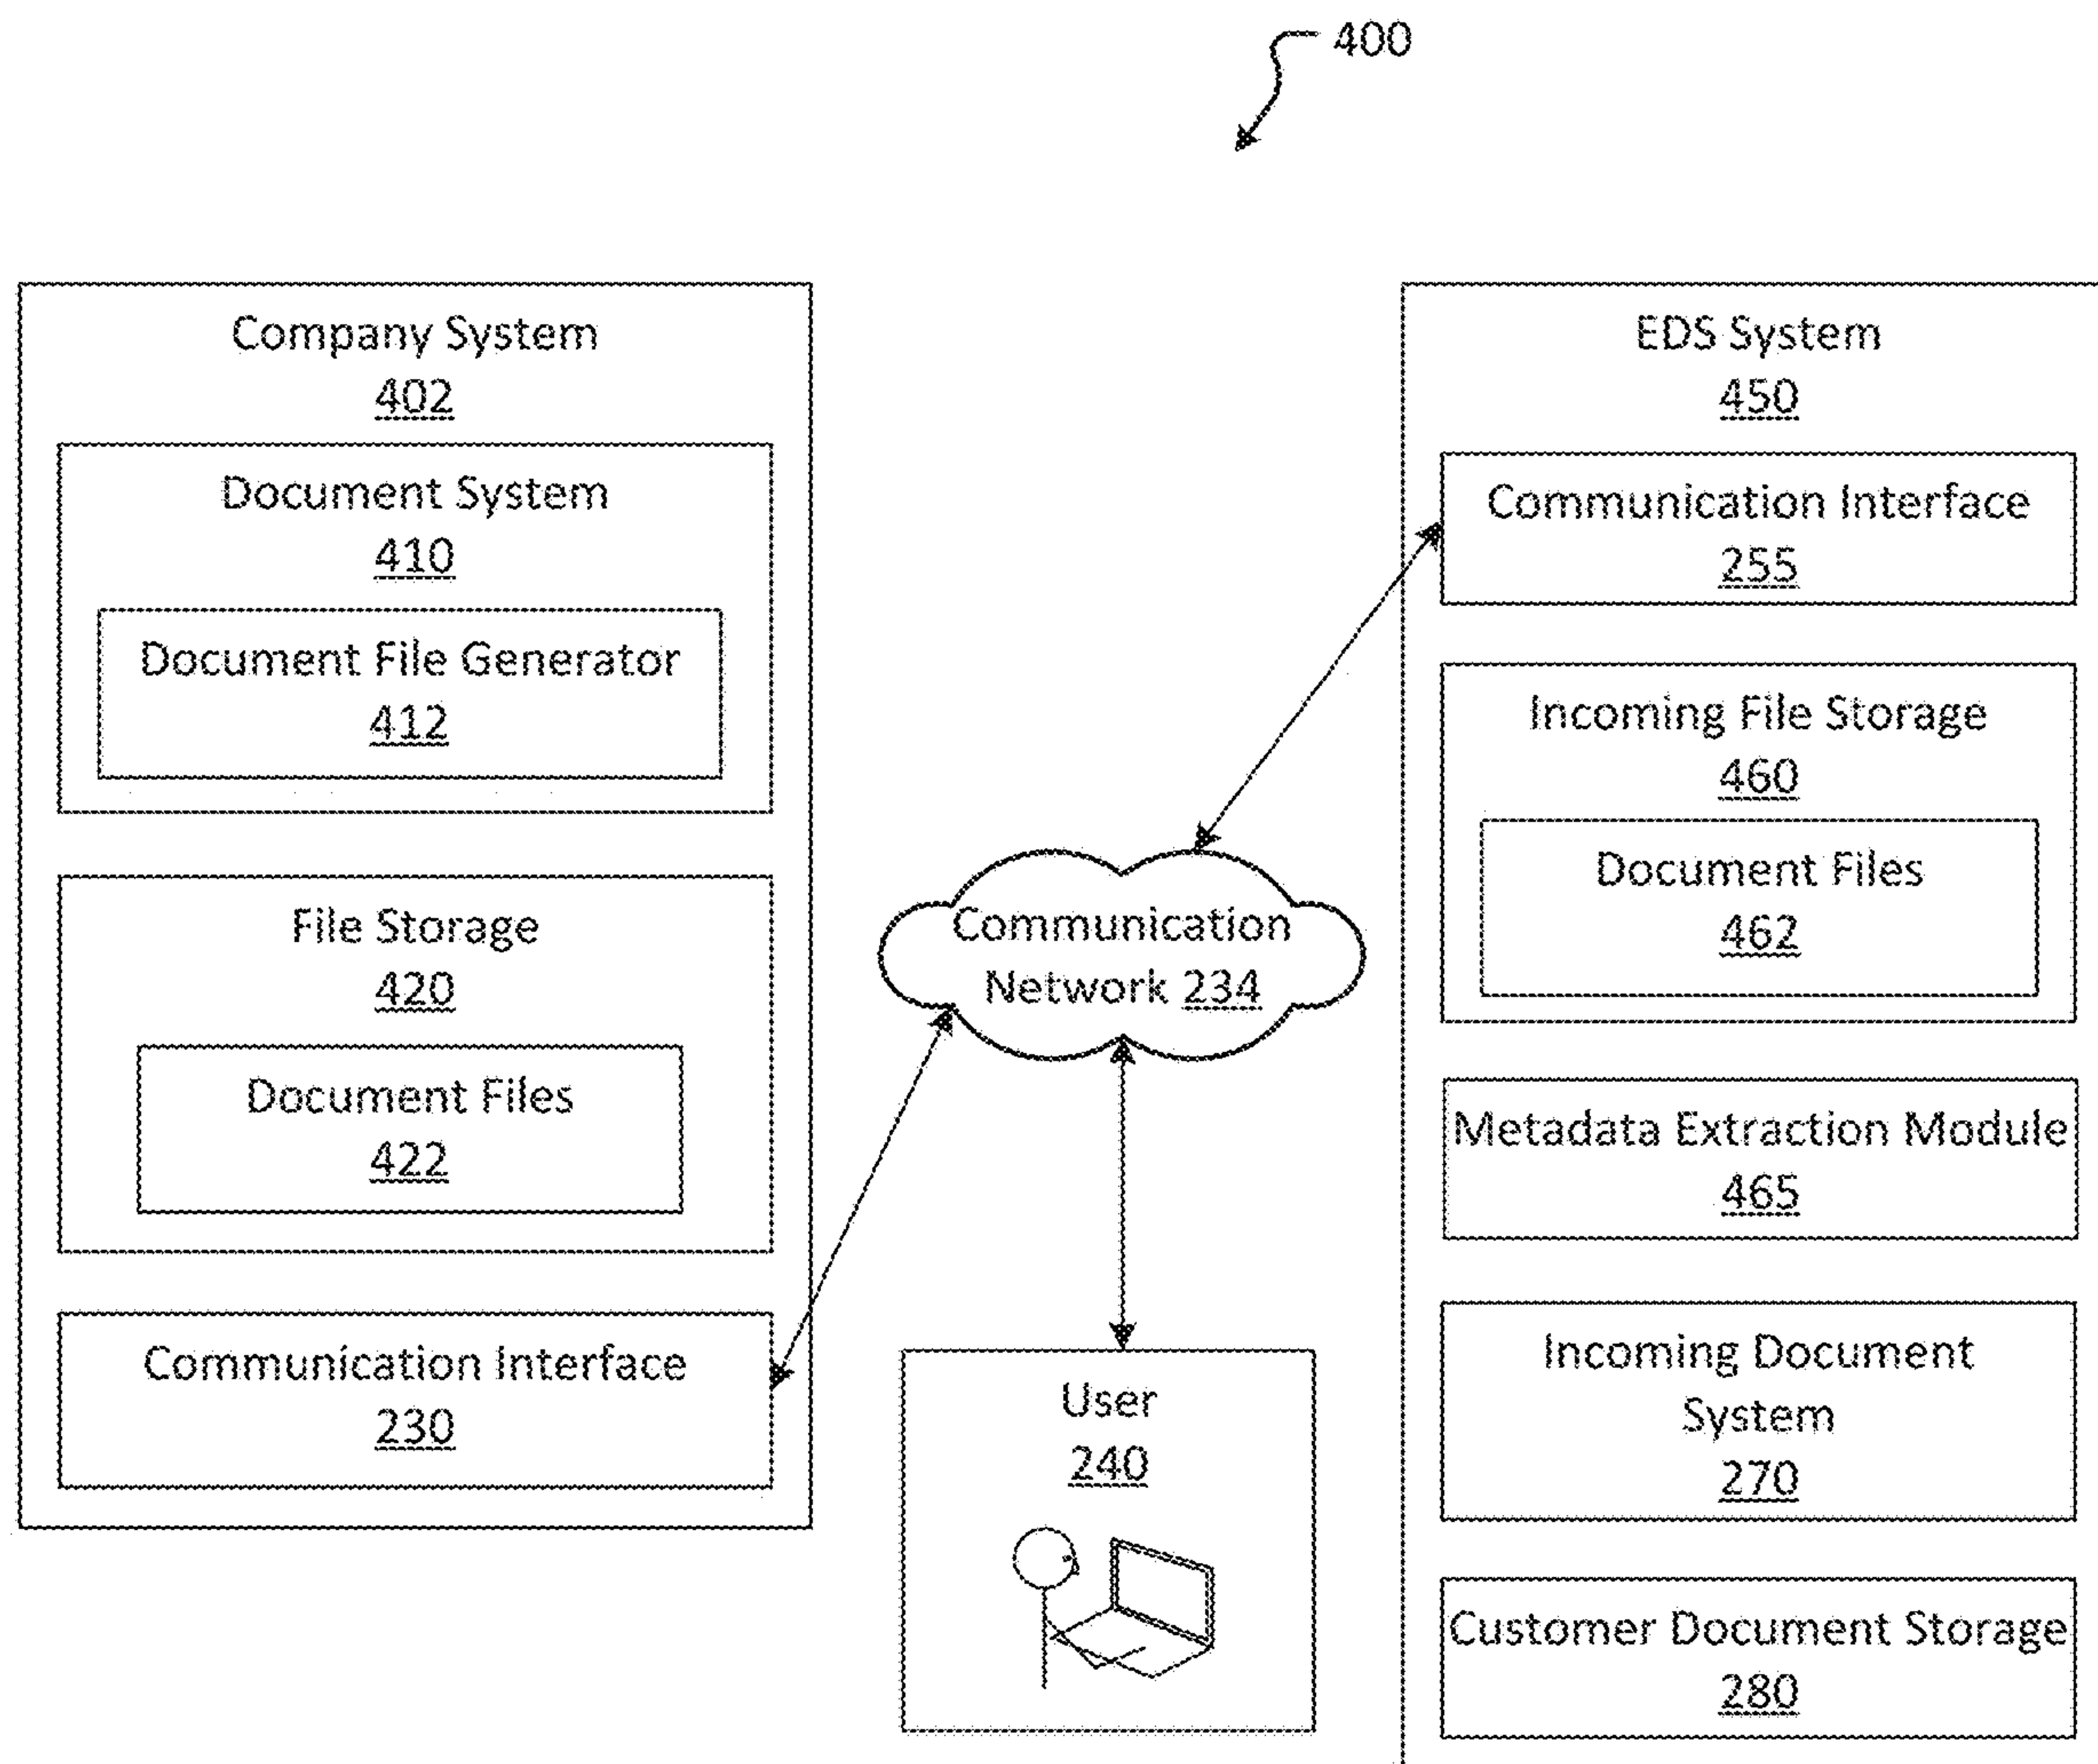 400
Company System
402
Document System
410
Document File Generator
412
File Storage
420
Document Files
422
Communication Interface
230
Communication
Network 234
User
240
EDS System
450
Communication Interface
255
Incoming File Storage
460
Document Files
462
Metadata Extraction Module
465
Incoming Document
System
270
Customer Document Storage
280